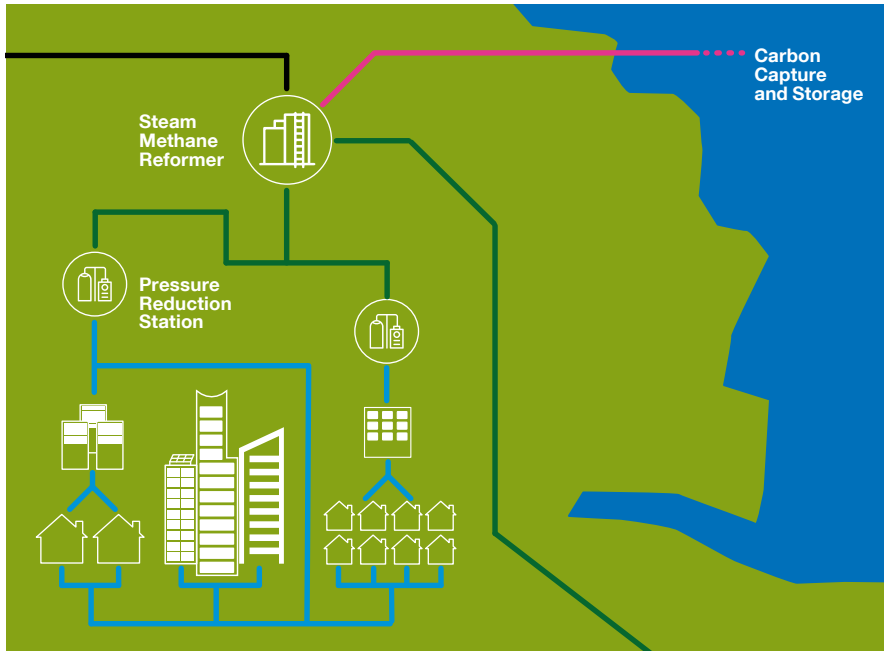 Carbon
Capture
and Storage
Steam
Methane
Reformer
Pressure
Reduction
Station